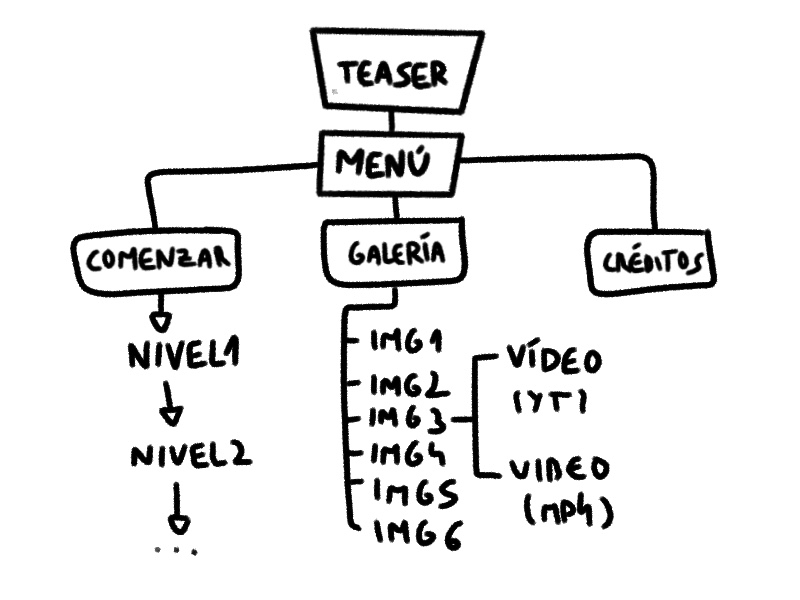 TEASER
MENÚ
COMENZAR
GALERÍA
CRÉDITOS
NIVEL1
NIVEL2
...
IMG1
IMG2
IMG3
IMG4
IMG5
IMG6
VÍDEO
(YT)
VIDEO
(MP4)